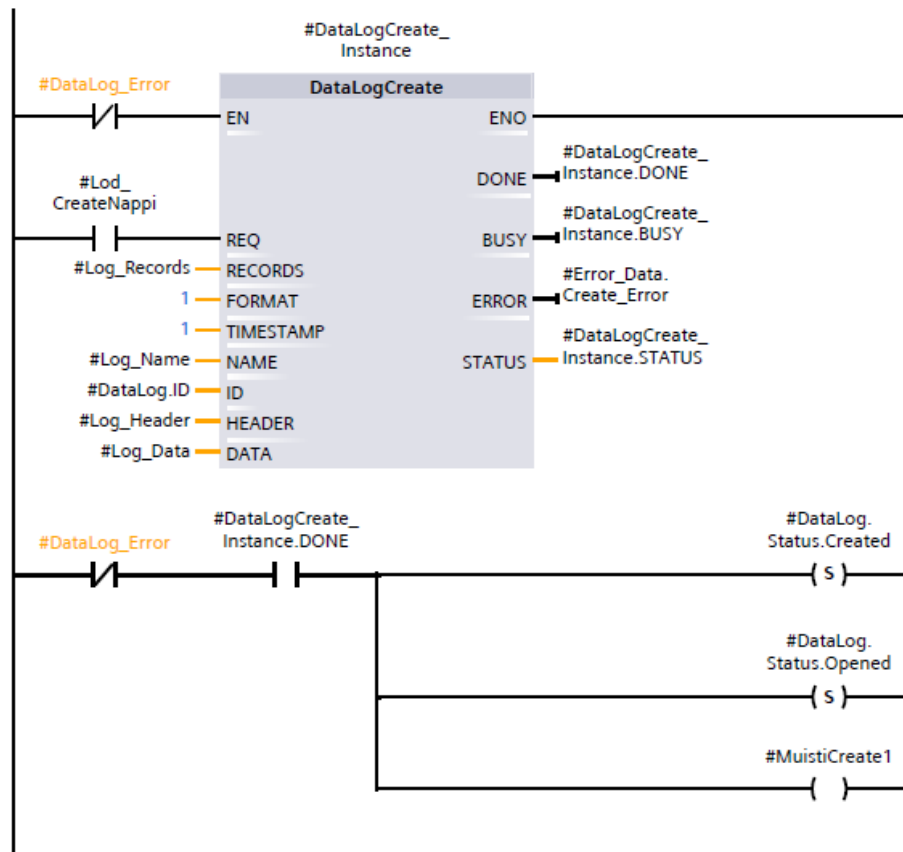 #DataLogCreate_
Instance
#DataLog_Error
DataLogCreate
EN
ENO
#DataLogCreate_
Instance.DONE
DONE
#Lod_
CreateNappi
#DataLogCreate_
Instance.BUSY
REQ
BUSY
#Log_Records
RECORDS
#Error_Data.
Create_Error
1
FORMAT
ERROR
1
TIMESTAMP
#DataLogCreate_
Instance.STATUS
#Log_Name
NAME
STATUS
#DataLog.ID
ID
#Log_Header
HEADER
#Log_Data
DATA
#DataLog_Error
#DataLogCreate_
Instance.DONE
#DataLog.
Status.Created
S
#DataLog.
Status.Opened
S
#MuistiCreate1